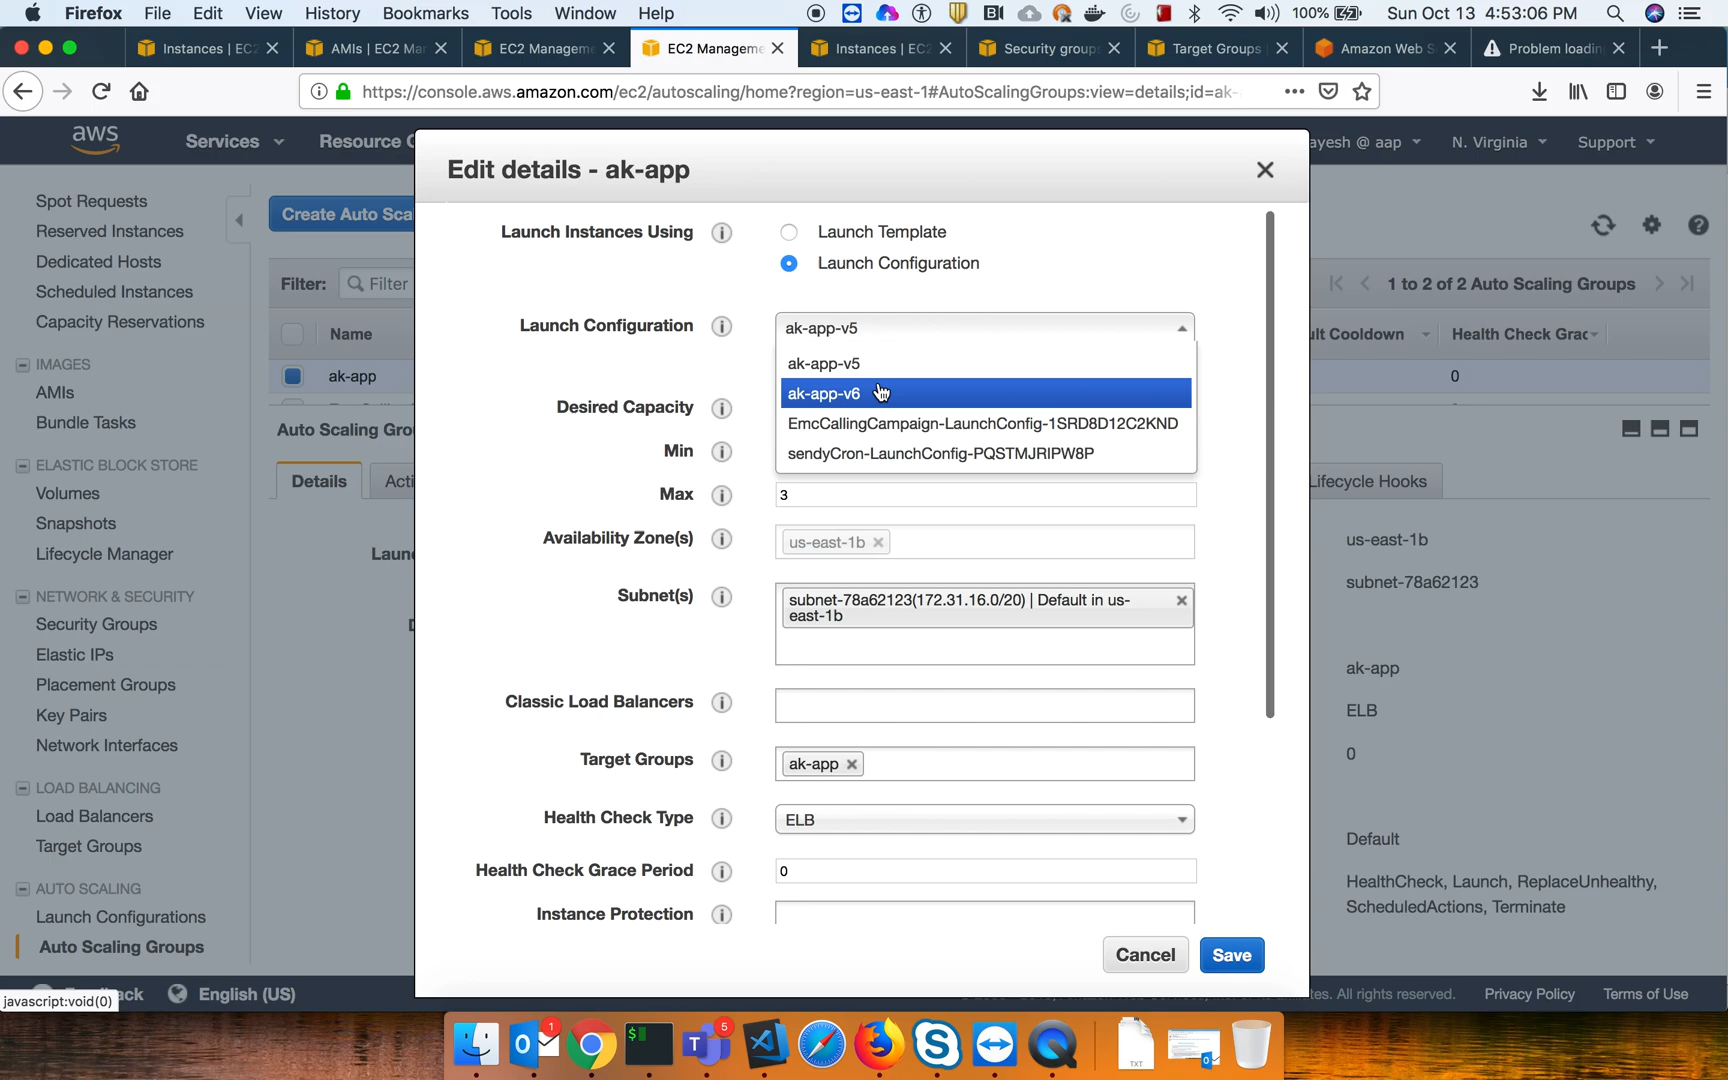 Firefox File Edit View History Bookmarks Tools Window Help 100% Sun Oct 13 4:53:06 PM
Instances | EC2 AMIs | EC2 Man EC2 Manageme EC2 Manageme Instances | EC2 Security groups Target Groups Amazon Web S Problem loadin
https://console.aws.amazon.com/ec2/autoscaling/home?region=us-east-1#AutoScalingGroups:view=details;id=ak-
aws Services Resource G ayesh @ aap N. Virginia Support
Edit details - ak-app
Spot Requests
Reserved Instances
Dedicated Hosts
Scheduled Instances
Capacity Reservations
IMAGES
AMIs
Bundle Tasks
ELASTIC BLOCK STORE
Volumes
Snapshots
Lifecycle Manager
NETWORK & SECURITY
Security Groups
Elastic IPs
Placement Groups
Key Pairs
Network Interfaces
LOAD BALANCING
Load Balancers
Target Groups
AUTO SCALING
Launch Configurations
Auto Scaling Groups
Create Auto Sca
Filter: Filter
Name
ak-app
Auto Scaling Gro
Details Acti
Laun
Launch Instances Using Launch Template
Launch Configuration
Launch Configuration ak-app-v5
ak-app-v5
ak-app-v6
EmcCallingCampaign-LaunchConfig-1SRD8D12C2KND
sendyCron-LaunchConfig-PQSTMJRIPW8P
Desired Capacity
Min
Max 3
Availability Zone(s) us-east-1b
Subnet(s) subnet-78a62123(172.31.16.0/20) | Default in us-
east-1b
Classic Load Balancers
Target Groups ak-app
Health Check Type ELB
Health Check Grace Period 0
Instance Protection
Cancel Save
1 to 2 of 2 Auto Scaling Groups
ult Cooldown Health Check Grac
0
Lifecycle Hooks
us-east-1b
subnet-78a62123
ak-app
ELB
0
Default
HealthCheck, Launch, ReplaceUnhealthy,
ScheduledActions, Terminate
javascript:void(0) ck English (US) tes. All rights reserved. Privacy Policy Terms of Use
1 5
TXT